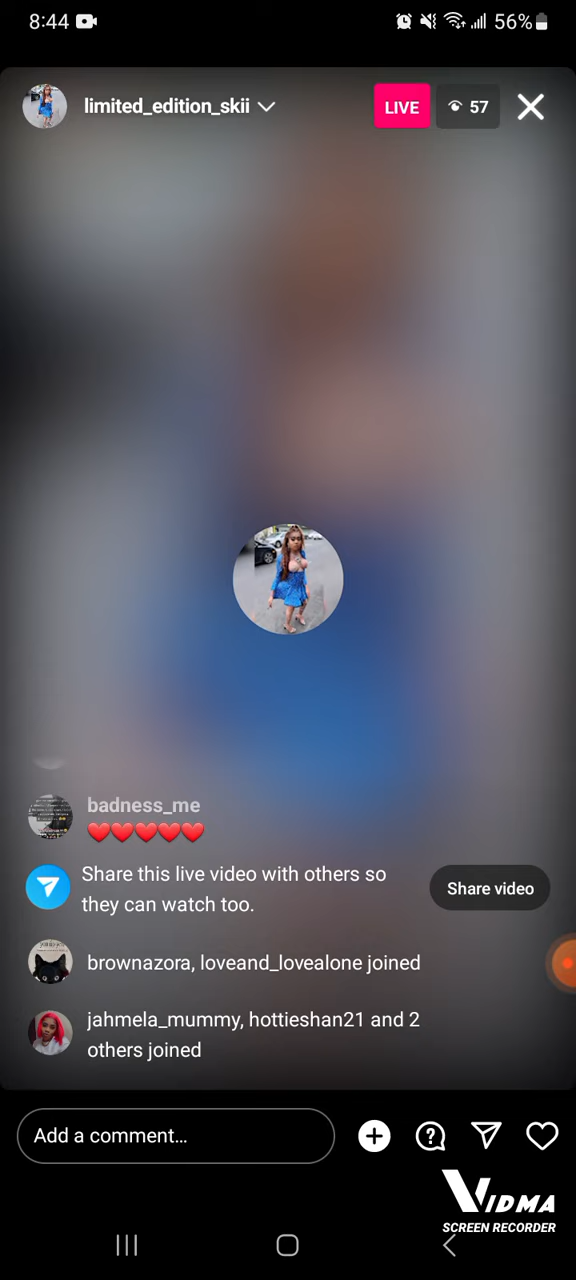 8:44
56%
limited_edition_skii
LIVE
57
badness_me
❤️❤️❤️❤️❤️
Share this live video with others so
they can watch too.
Share video
brownazora, loveand_lovealone joined
jahmela_mummy, hottieshan21 and 2
others joined
Add a comment...
VIDMA
SCREEN RECORDER